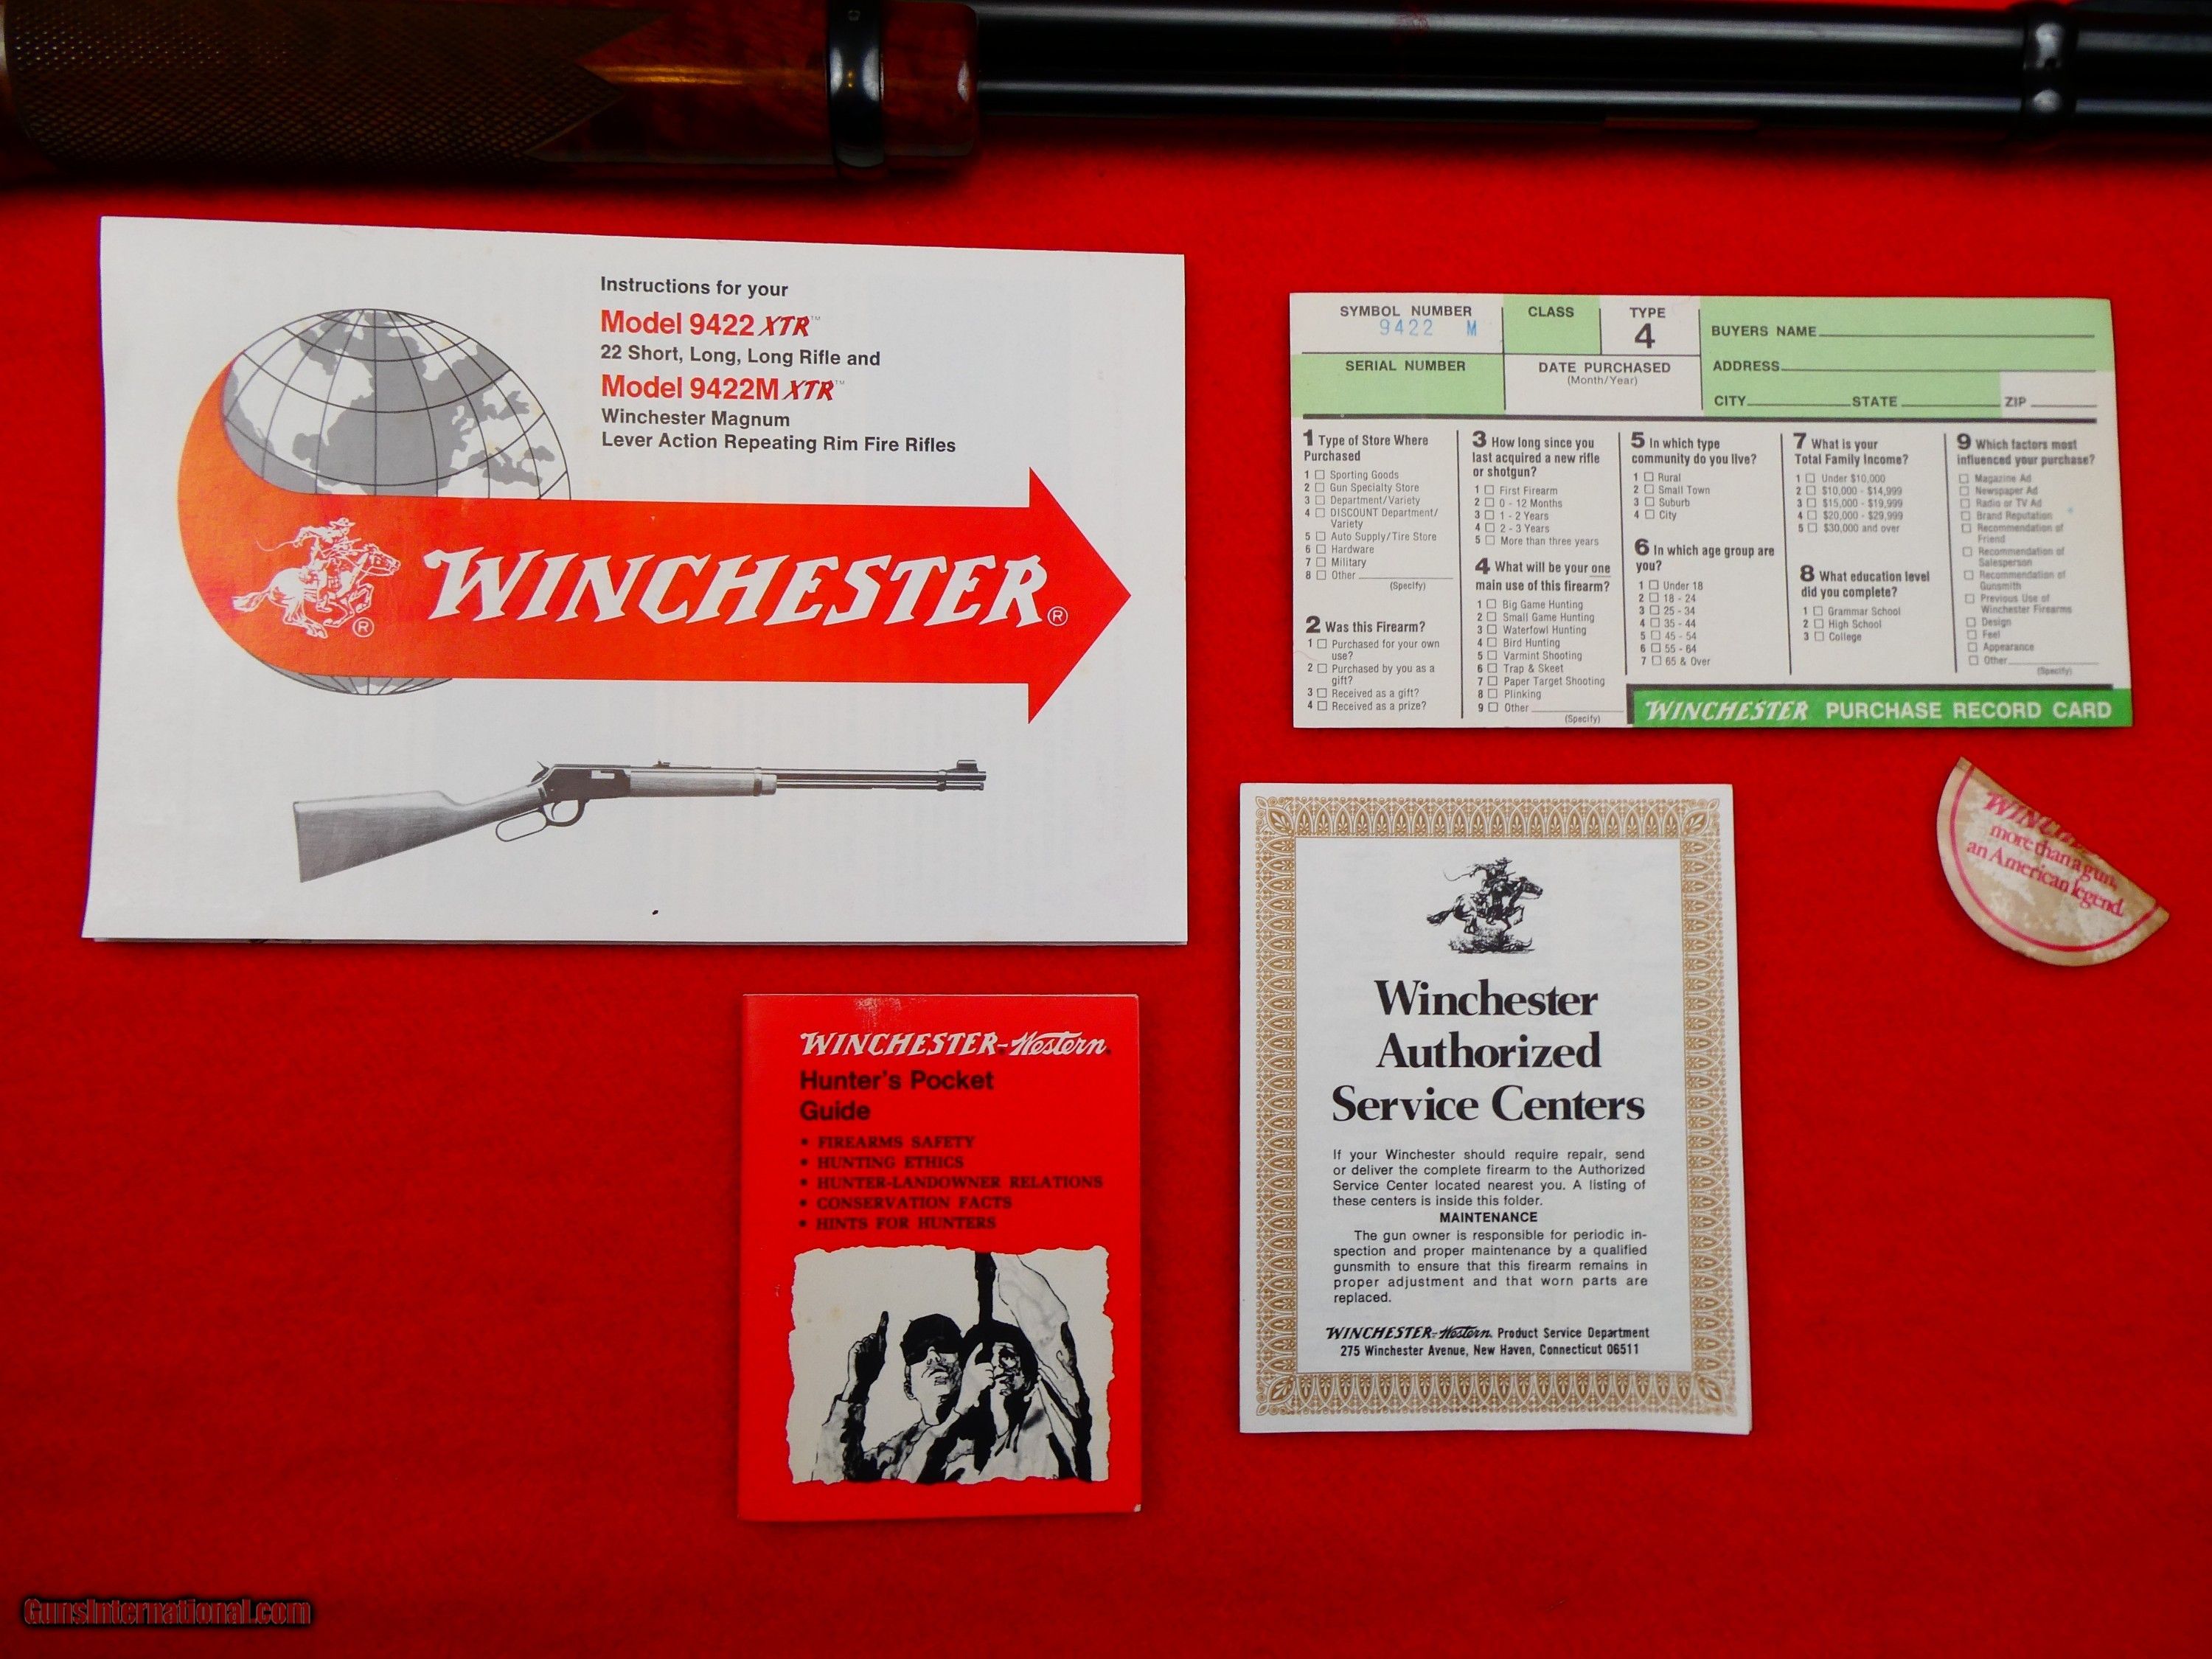 Instructions for your
Model 9422 XTR™
22 Short, Long, Long Rifle and
Model 9422M XTR™
Winchester Magnum
Lever Action Repeating Rim Fire Rifles
WINCHESTER®
®
SYMBOL NUMBER
9422 M
CLASS
TYPE
4
SERIAL NUMBER
DATE PURCHASED
(Month/Year)
BUYERS NAME
ADDRESS
CITY STATE ZIP
1 Type of Store Where
Purchased
1 □ Sporting Goods
2 □ Gun Specialty Store
3 □ Department/Variety
4 □ DISCOUNT Department/
Variety
5 □ Auto Supply/Tire Store
6 □ Hardware
7 □ Military
8 □ Other
(Specify)
2 Was this Firearm?
1 □ Purchased for your own
use?
2 □ Purchased by you as a
gift?
3 □ Received as a gift?
4 □ Received as a prize?
3 How long since you
last acquired a new rifle
or shotgun?
1 □ First Firearm
2 □ 0 - 12 Months
3 □ 1 - 2 Years
4 □ 2 - 3 Years
5 □ More than three years
4 What will be your one
main use of this firearm?
1 □ Big Game Hunting
2 □ Small Game Hunting
3 □ Waterfowl Hunting
4 □ Bird Hunting
5 □ Varmint Shooting
6 □ Trap & Skeet
7 □ Paper Target Shooting
8 □ Plinking
9 □ Other
(Specify)
5 In which type
community do you live?
1 □ Rural
2 □ Small Town
3 □ Suburb
4 □ City
6 In which age group are
you?
1 □ Under 18
2 □ 18 - 24
3 □ 25 - 34
4 □ 35 - 44
5 □ 45 - 54
6 □ 55 - 64
7 □ 65 & Over
7 What is your
Total Family Income?
1 □ Under $10,000
2 □ $10,000 - $14,999
3 □ $15,000 - $19,999
4 □ $20,000 - $29,999
5 □ $30,000 and over
8 What education level
did you complete?
1 □ Grammar School
2 □ High School
3 □ College
9 Which factors most
influenced your purchase?
□ Magazine Ad
□ Newspaper Ad
□ Radio or TV Ad
□ Brand Reputation
□ Recommendation of
Friend
□ Recommendation of
Salesperson
□ Recommendation of
Gunsmith
□ Previous Use of
Winchester Firearms
□ Design
□ Feel
□ Appearance
□ Other
(Specify)
WINCHESTER PURCHASE RECORD CARD
more than a gun,
an American legend.
Winchester
Authorized
Service Centers
If your Winchester should require repair, send
or deliver the complete firearm to the Authorized
Service Center located nearest you. A listing of
these centers is inside this folder.
MAINTENANCE
The gun owner is responsible for periodic in-
spection and proper maintenance by a qualified
gunsmith to ensure that this firearm remains in
proper adjustment and that worn parts are
replaced.
WINCHESTER-Western Product Service Department
275 Winchester Avenue, New Haven, Connecticut 06511
WINCHESTER-Western
Hunter's Pocket
Guide
• FIREARMS SAFETY
• HUNTING ETHICS
• HUNTER-LANDOWNER RELATIONS
• CONSERVATION FACTS
• HINTS FOR HUNTERS
GunsInternational.com